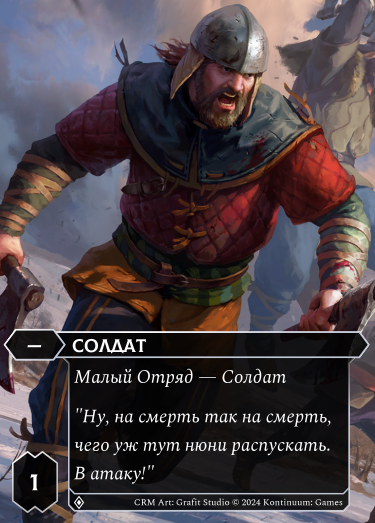 —
СОЛДАТ
Малый Отряд — Солдат
"Ну, на смерть так на смерть,
чего уж тут нюни распускать.
В атаку!"
1
CRM Art: Grafit Studio © 2024 Kontinuum: Games